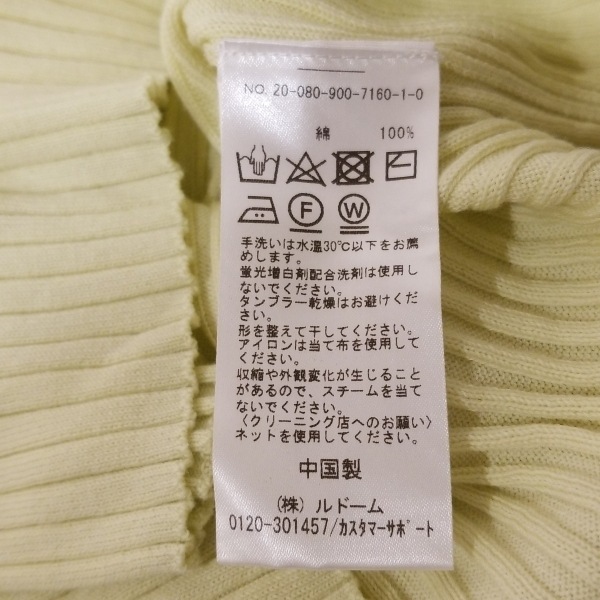 NO. 20-080-900-7160-1-0
綿 100%
F W
手洗いは水温30℃以下をお薦
めします。
蛍光増白剤配合洗剤は使用し
ないでください。
タンブラー乾燥はお避けくださ
い。
形を整えて干してください。
アイロンは当て布を使用して
ください。
収縮や外観変化が生じること
があるので、スチームを当て
ないでください。
〈クリーニング店へのお願い〉
ネットを使用してください。
中国製
(株) ルドーム
0120-301457/カスタマーサポート